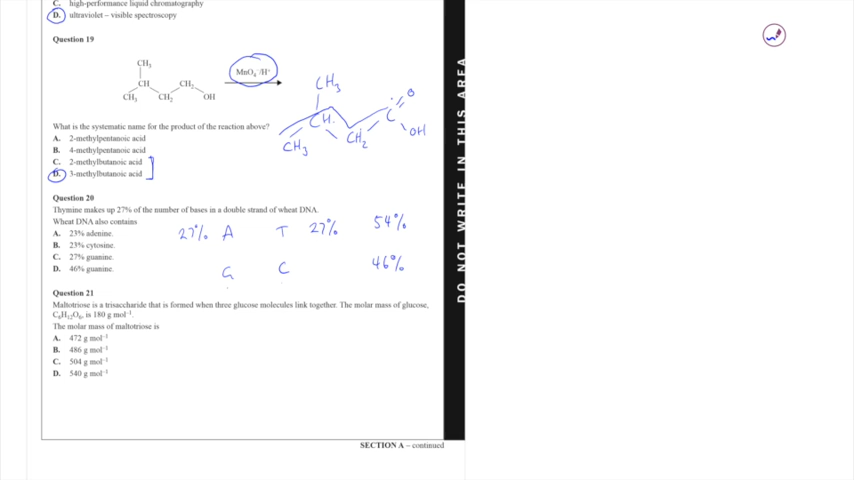 C. high-performance liquid chromatography
D. ultraviolet – visible spectroscopy
Question 19
CH3
CH
CH3
CH2
CH2
OH
MnO4⁻/H⁺
CH3
CH.
CH3
CH2
C
O
OH
What is the systematic name for the product of the reaction above?
A. 2-methylpentanoic acid
B. 4-methylpentanoic acid
C. 2-methylbutanoic acid
D. 3-methylbutanoic acid
Question 20
Thymine makes up 27% of the number of bases in a double strand of wheat DNA.
Wheat DNA also contains
A. 23% adenine.
B. 23% cytosine.
C. 27% guanine.
D. 46% guanine.
27% A T 27% 54%
G C 46%
Question 21
Maltotriose is a trisaccharide that is formed when three glucose molecules link together. The molar mass of glucose,
C6H12O6, is 180 g mol⁻¹.
The molar mass of maltotriose is
A. 472 g mol⁻¹
B. 486 g mol⁻¹
C. 504 g mol⁻¹
D. 540 g mol⁻¹
SECTION A – continued
DO NOT WRITE IN THIS AREA